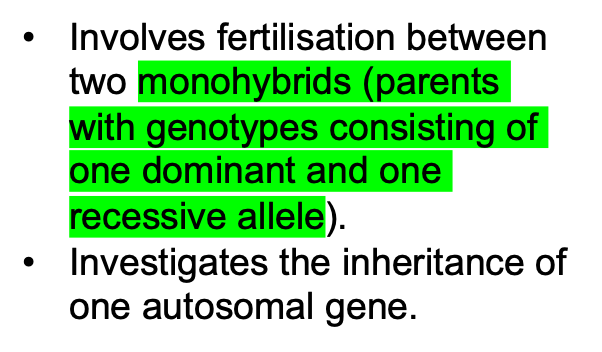 • Involves fertilisation between
two monohybrids (parents
with genotypes consisting of
one dominant and one
recessive allele).
• Investigates the inheritance of
one autosomal gene.